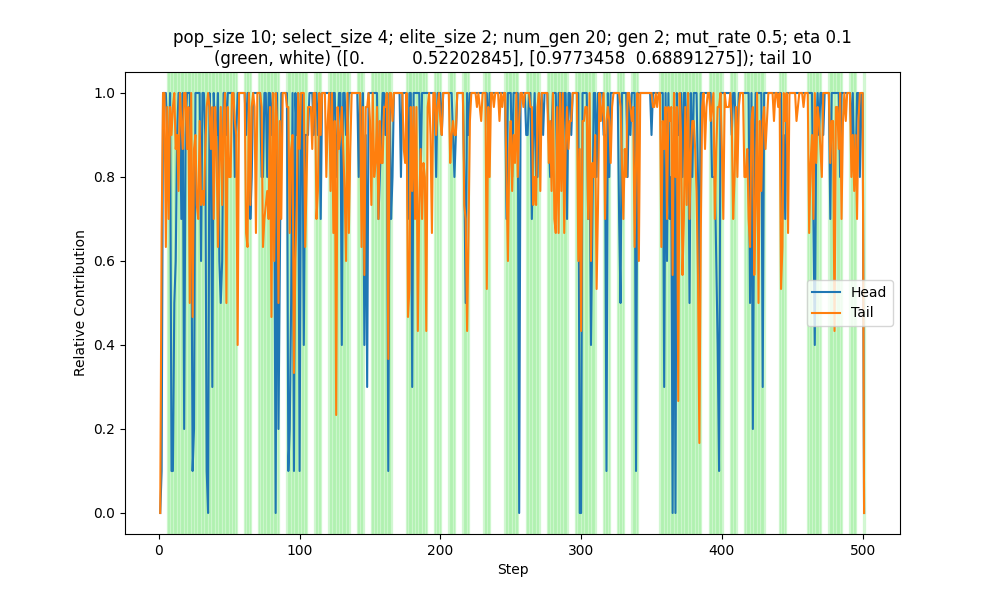 pop_size 10; select_size 4; elite_size 2; num_gen 20; gen 2; mut_rate 0.5; eta 0.1
(green, white) ([0.          0.52202845], [0.9773458  0.68891275]); tail 10
1.0
0.8
0.6
0.4
0.2
0.0
Relative Contribution
Head
Tail
0
100
200
300
400
500
Step